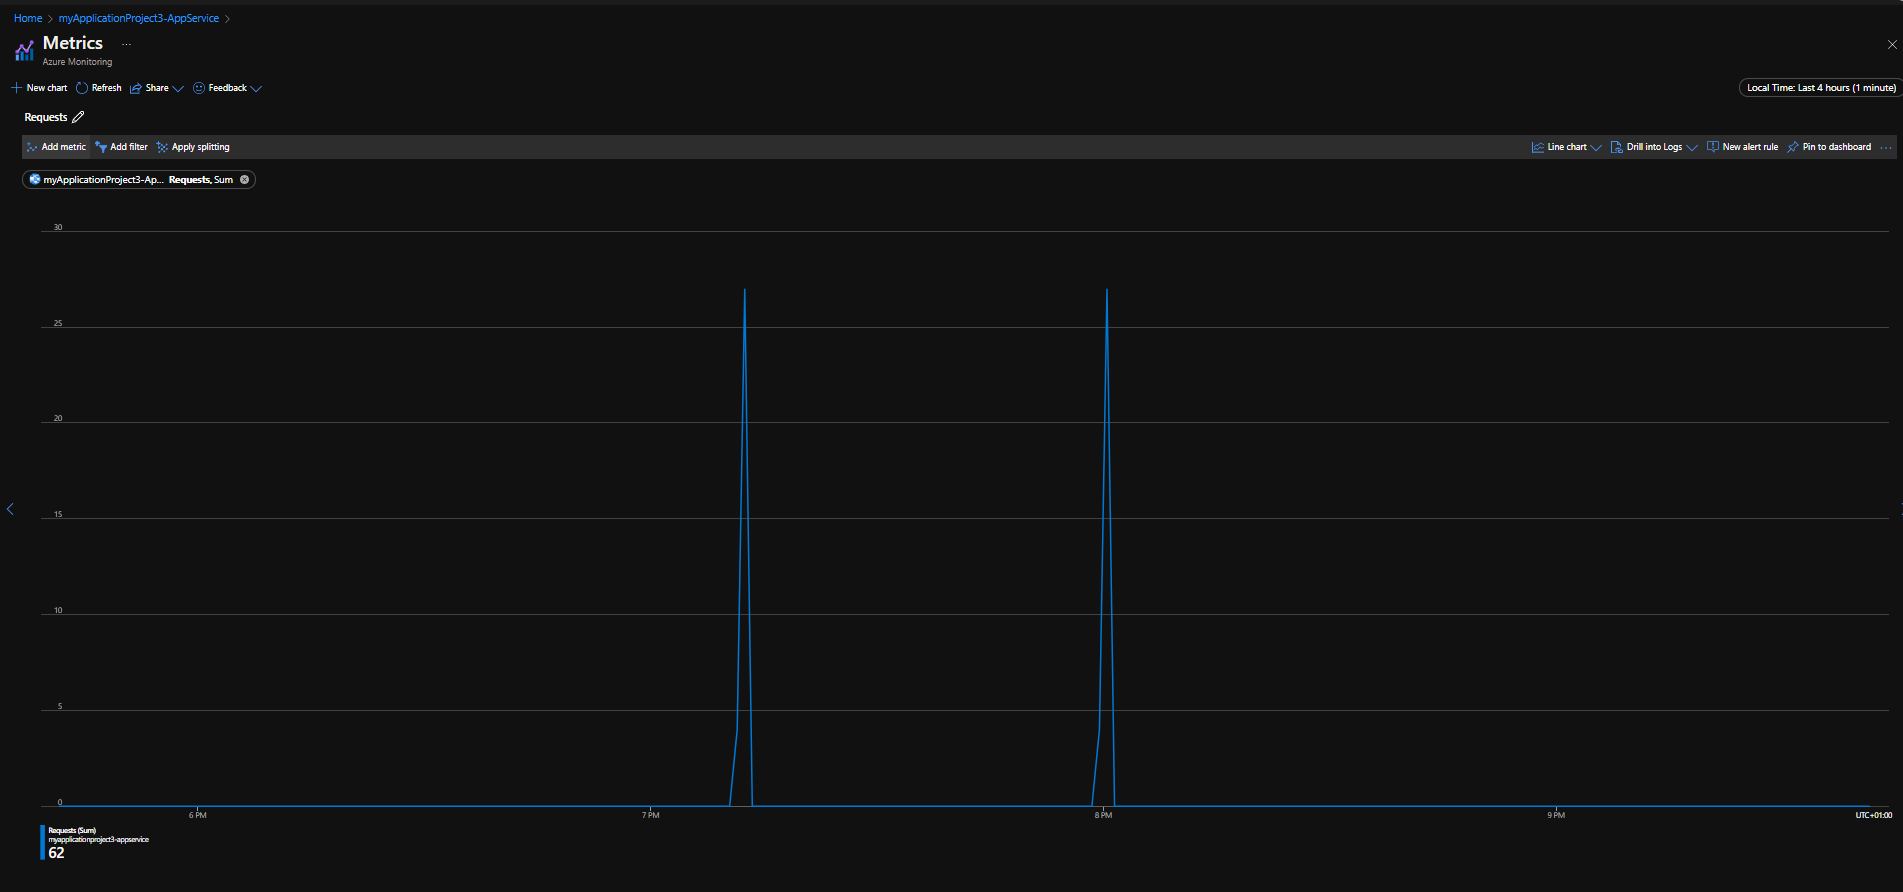 Home > myApplicationProject3-AppService >
Metrics ...
Azure Monitoring
New chart Refresh Share Feedback
Local Time: Last 4 hours (1 minute)
Requests
Add metric Add filter Apply splitting Line chart Drill into Logs New alert rule Pin to dashboard ...
myApplicationProject3-Ap... Requests, Sum
30
25
20
15
10
5
0
6 PM 7 PM 8 PM 9 PM UTC+01:00
Requests (Sum)
myapplicationproject3-appservice
62